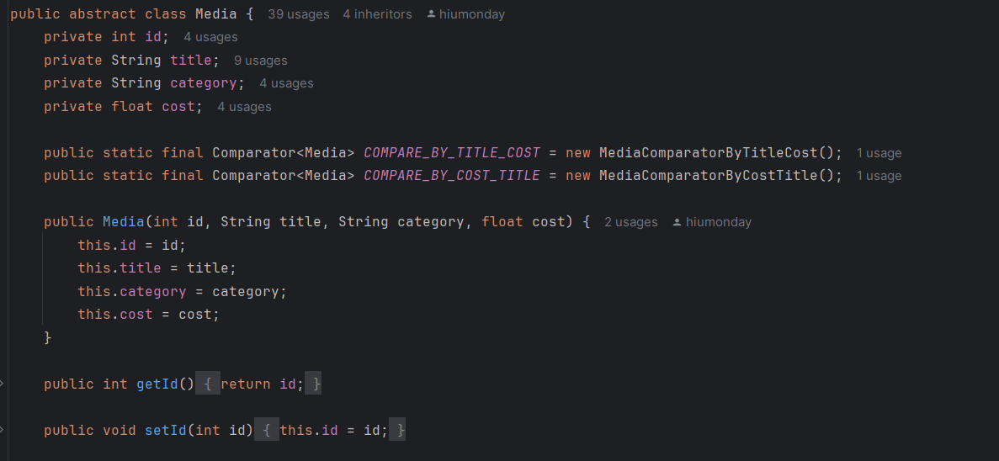 public abstract class Media { 39 usages 4 inheritors hiumonday
private int id; 4 usages
private String title; 9 usages
private String category; 4 usages
private float cost; 4 usages
public static final Comparator<Media> COMPARE_BY_TITLE_COST = new MediaComparatorByTitleCost(); 1 usage
public static final Comparator<Media> COMPARE_BY_COST_TITLE = new MediaComparatorByCostTitle(); 1 usage
public Media(int id, String title, String category, float cost) { 2 usages hiumonday
this.id = id;
this.title = title;
this.category = category;
this.cost = cost;
}
public int getId() { return id; }
public void setId(int id) { this.id = id; }